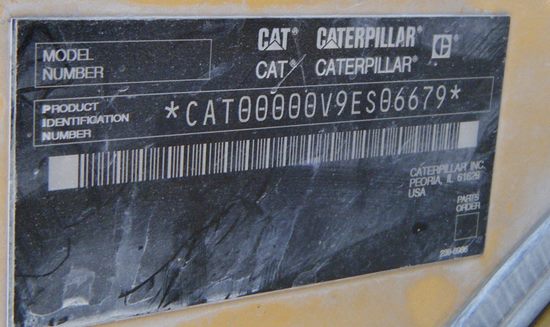 CAT® CATERPILLAR®
CAT® CATERPILLAR®
MODEL
NUMBER
PRODUCT
IDENTIFICATION
NUMBER
*CAT00000V9ES06679*
CATERPILLAR INC.
PEORIA, IL 61629
USA
PARTS
ORDER